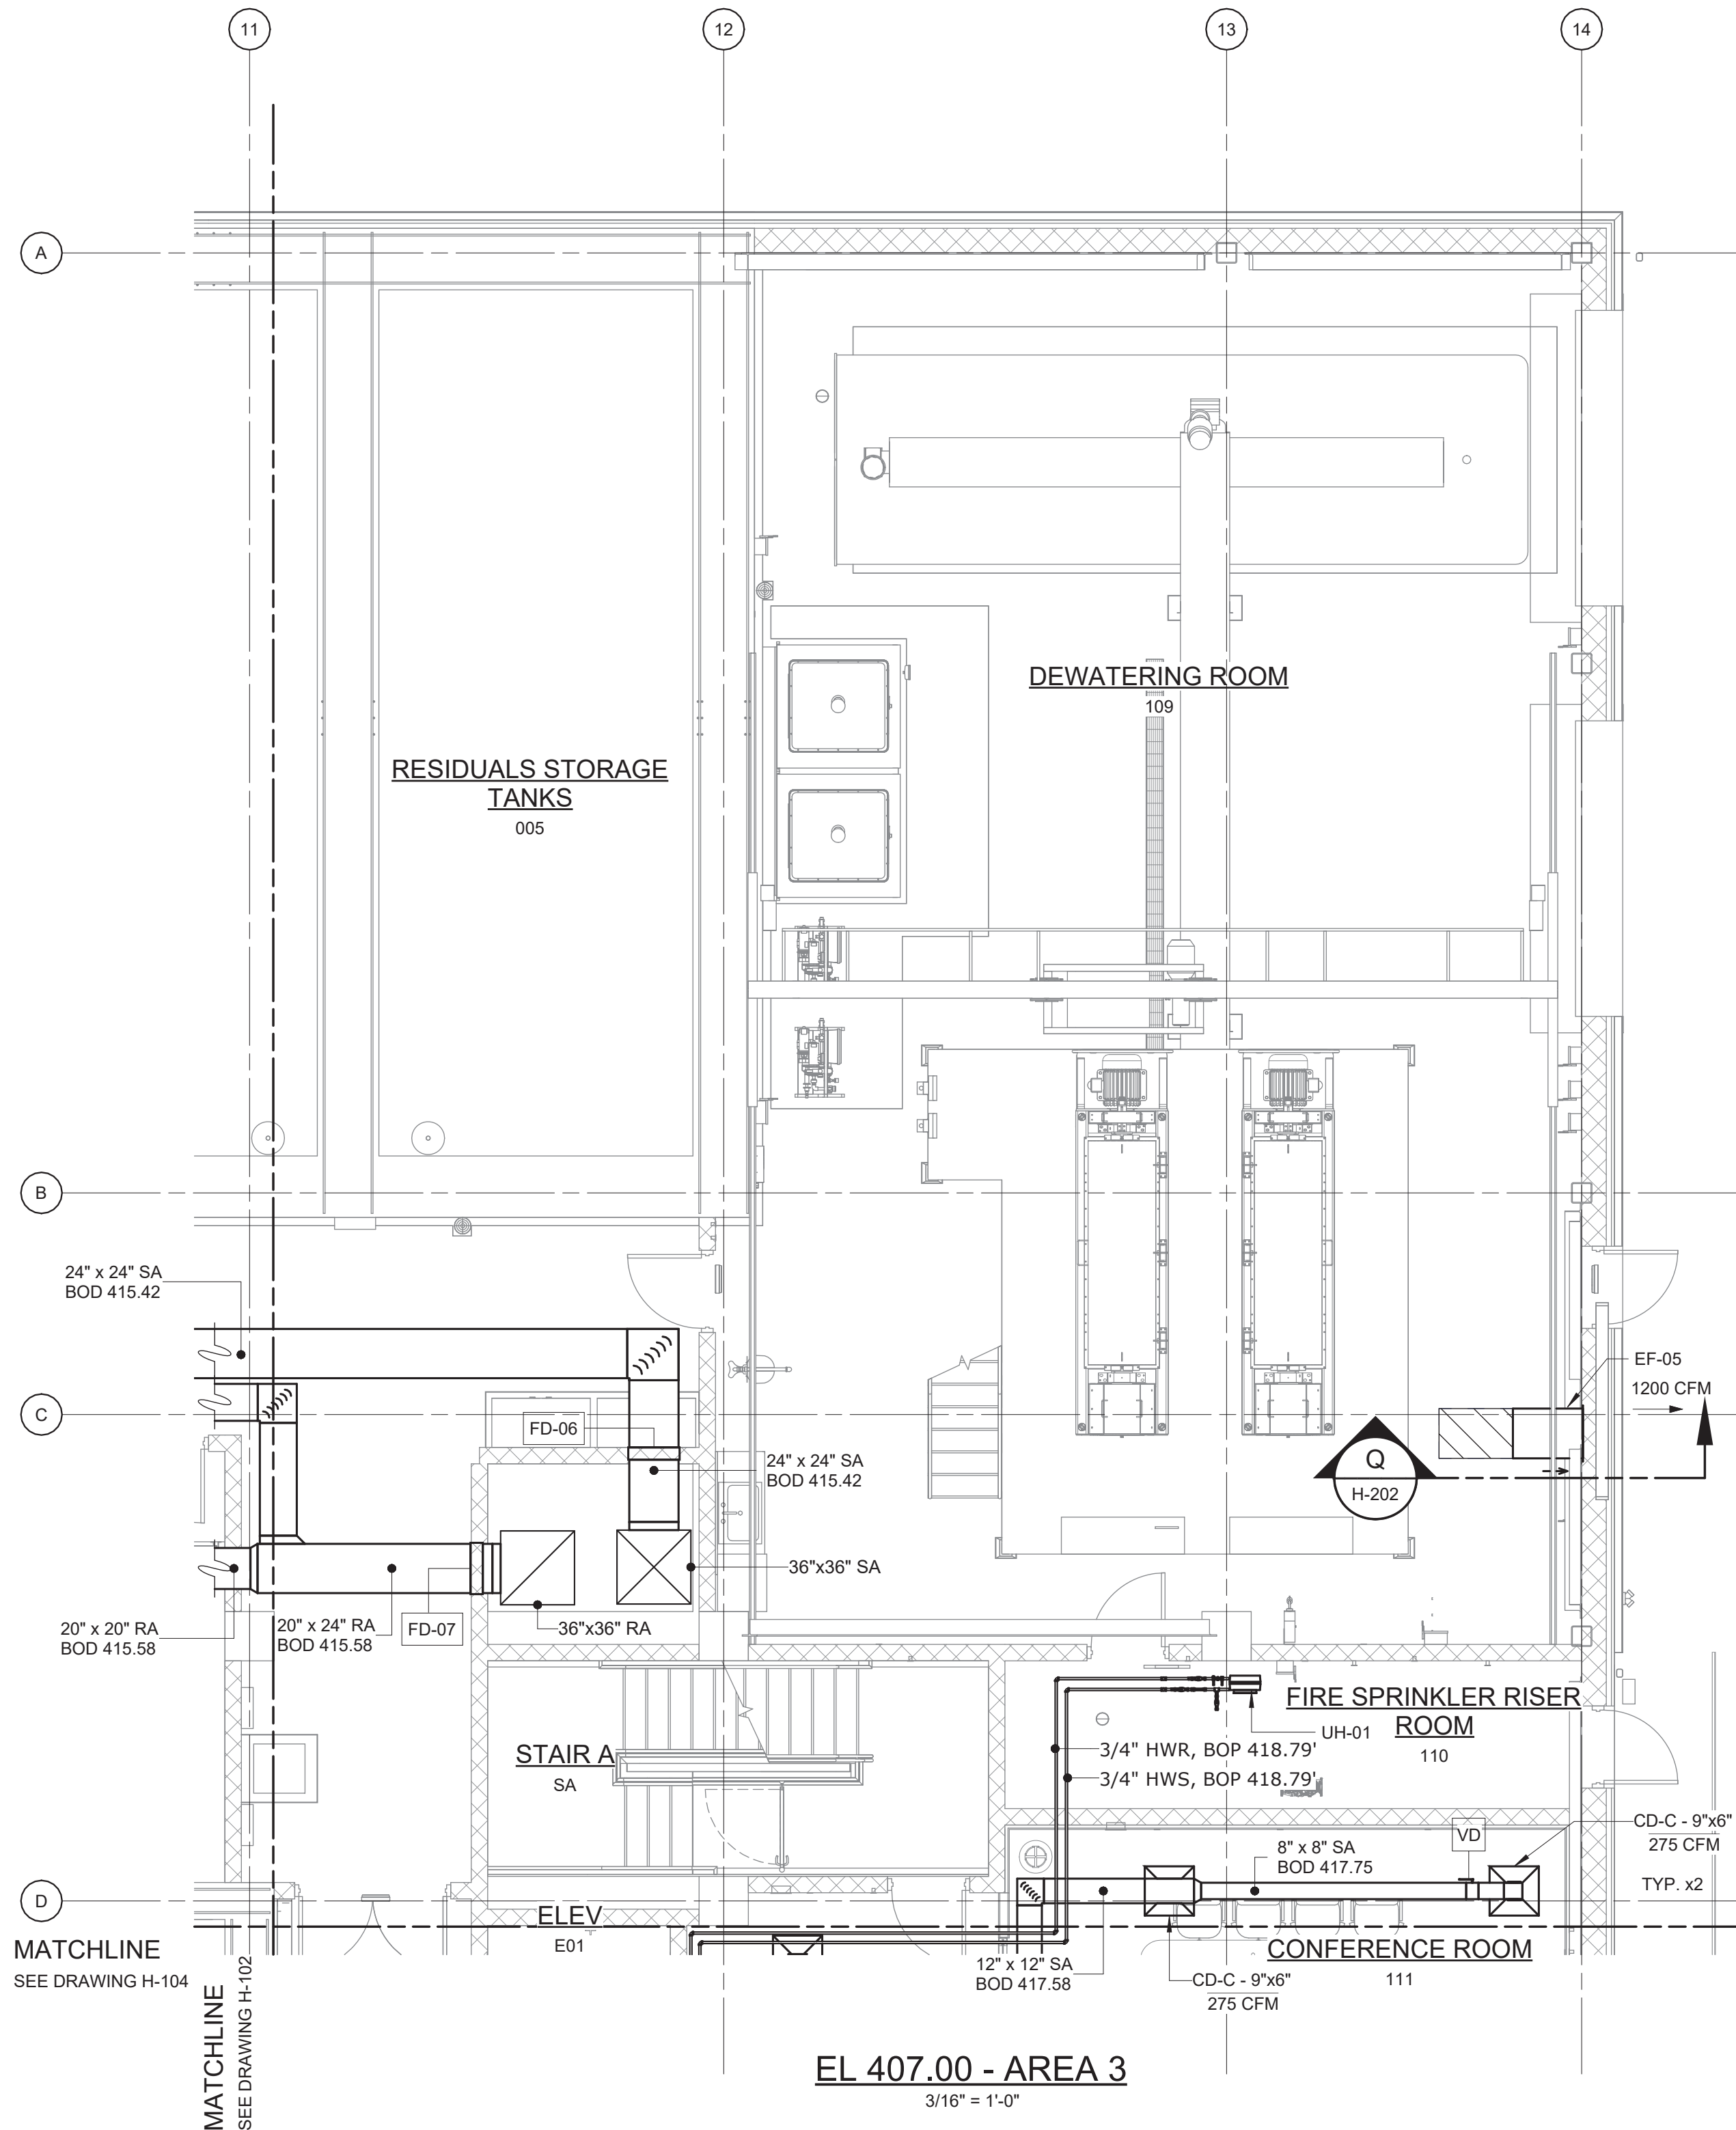 11
12
13
14
A
DEWATERING ROOM
109
RESIDUALS STORAGE
TANKS
005
B
24" x 24" SA
BOD 415.42
EF-05
1200 CFM
C
FD-06
24" x 24" SA
BOD 415.42
Q
H-202
36"x36" SA
20" x 20" RA
BOD 415.58
20" x 24" RA
BOD 415.58
FD-07
36"x36" RA
FIRE SPRINKLER RISER
ROOM
110
UH-01
3/4" HWR, BOP 418.79'
3/4" HWS, BOP 418.79'
STAIR A
SA
CD-C - 9"x6"
275 CFM
TYP. x2
VD
8" x 8" SA
BOD 417.75
D
ELEV
E01
MATCHLINE
SEE DRAWING H-104
MATCHLINE
SEE DRAWING H-102
12" x 12" SA
BOD 417.58
CD-C - 9"x6"
275 CFM
CONFERENCE ROOM
111
EL 407.00 - AREA 3
3/16" = 1'-0"